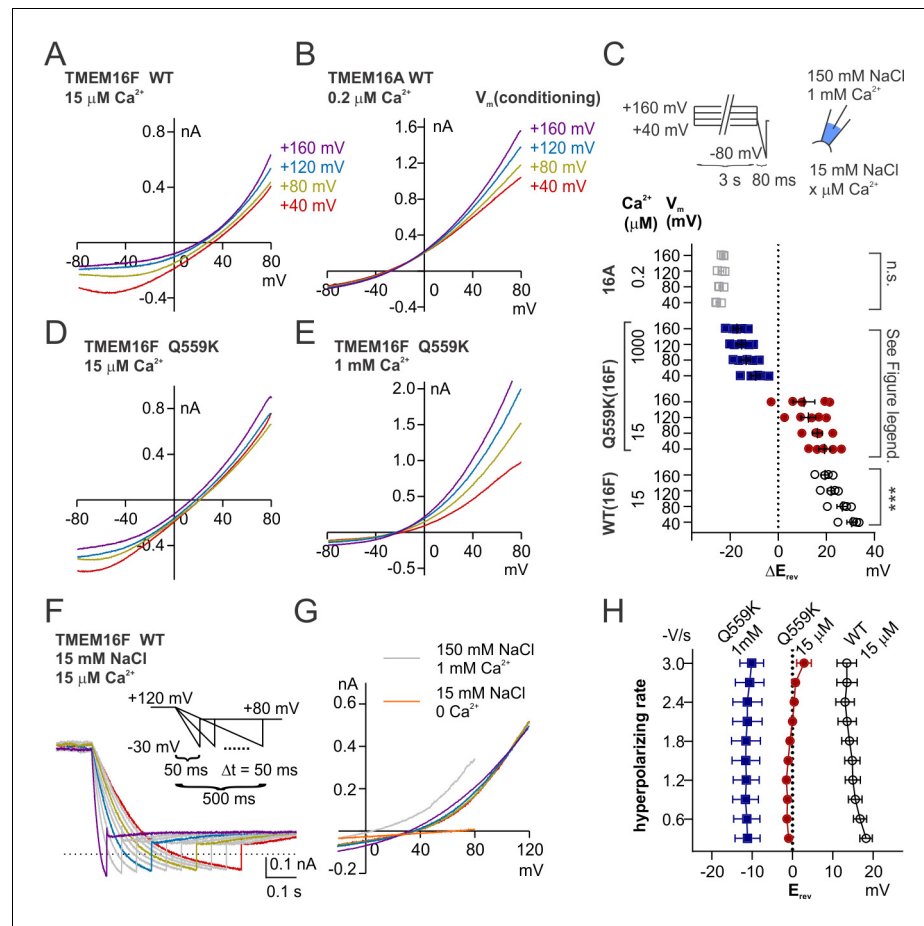 A
TMEM16F WT
15 μM Ca²⁺
nA
0.8
0.4
-0.4
-80
-40
0
40
80
mV
+160 mV
+120 mV
+80 mV
+40 mV
B
TMEM16A WT
0.2 μM Ca²⁺
Vm(conditioning)
nA
1.6
1.2
0.8
0.4
0
-80
-40
40
80
mV
+160 mV
+120 mV
+80 mV
+40 mV
C
+160 mV
+40 mV
-80 mV
3 s
80 ms
150 mM NaCl
1 mM Ca²⁺
15 mM NaCl
x μM Ca²⁺
Ca²⁺
(μM)
Vm
(mV)
16A
0.2
160
120
80
40
n.s.
Q559K(16F)
1000
160
120
80
40
15
160
120
80
40
See Figure legend.
WT(16F)
15
160
120
80
40
***
-20
0
20
40
ΔErev
mV
D
TMEM16F Q559K
15 μM Ca²⁺
nA
0.8
0.4
-0.4
-80
-40
0
40
80
mV
E
TMEM16F Q559K
1 mM Ca²⁺
nA
2.0
1.5
1.0
0.5
-0.5
-80
-40
0
40
80
mV
F
TMEM16F WT
15 mM NaCl
15 μM Ca²⁺
+120 mV
+80 mV
-30 mV
50 ms
Δt = 50 ms
500 ms
0.1 nA
0.1 s
G
150 mM NaCl
1 mM Ca²⁺
15 mM NaCl
0 Ca²⁺
nA
0.6
0.4
0.2
-0.2
0
40
80
120
mV
H
-V/s
Q559K
1mM
Q559K
15 μM
WT
15 μM
3.0
2.4
1.8
1.2
0.6
hyperpolarizing rate
-20
-10
0
10
20
Erev
mV